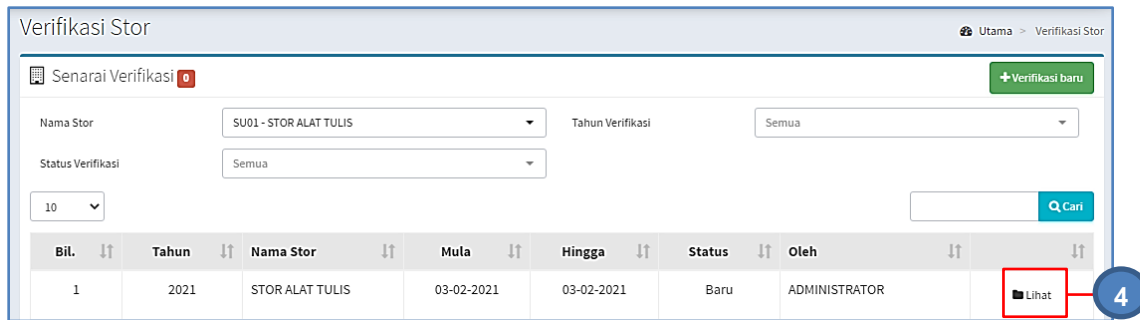 Verifikasi Stor
Utama > Verifikasi Stor
Senarai Verifikasi 0
+Verifikasi baru
Nama Stor SU01 - STOR ALAT TULIS Tahun Verifikasi Semua
Status Verifikasi Semua
10 Cari
Bil. Tahun Nama Stor Mula Hingga Status Oleh
1 2021 STOR ALAT TULIS 03-02-2021 03-02-2021 Baru ADMINISTRATOR Lihat 4